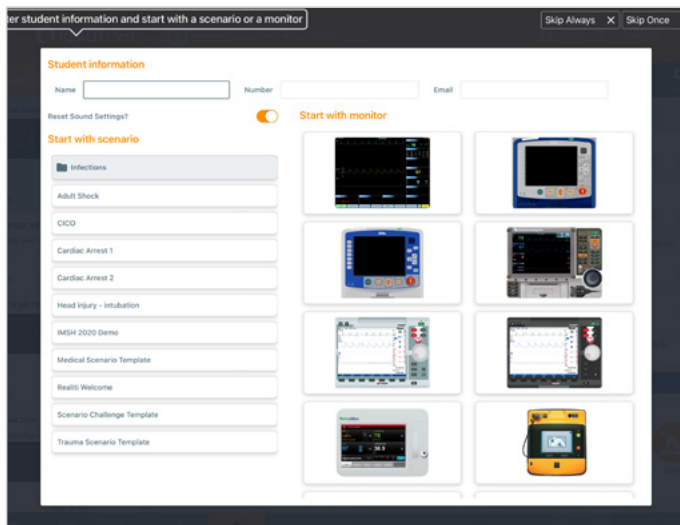 ter student information and start with a scenario or a monitor
Skip Always X Skip Once
Student information
Name
Number
Email
Reset Sound Settings?
Start with monitor
Start with scenario
Infections
Adult Shock
CICO
Cardiac Arrest 1
Cardiac Arrest 2
Head injury - intubation
IMSH 2020 Demo
Medical Scenario Template
Realiti Welcome
Scenario Challenge Template
Trauma Scenario Template